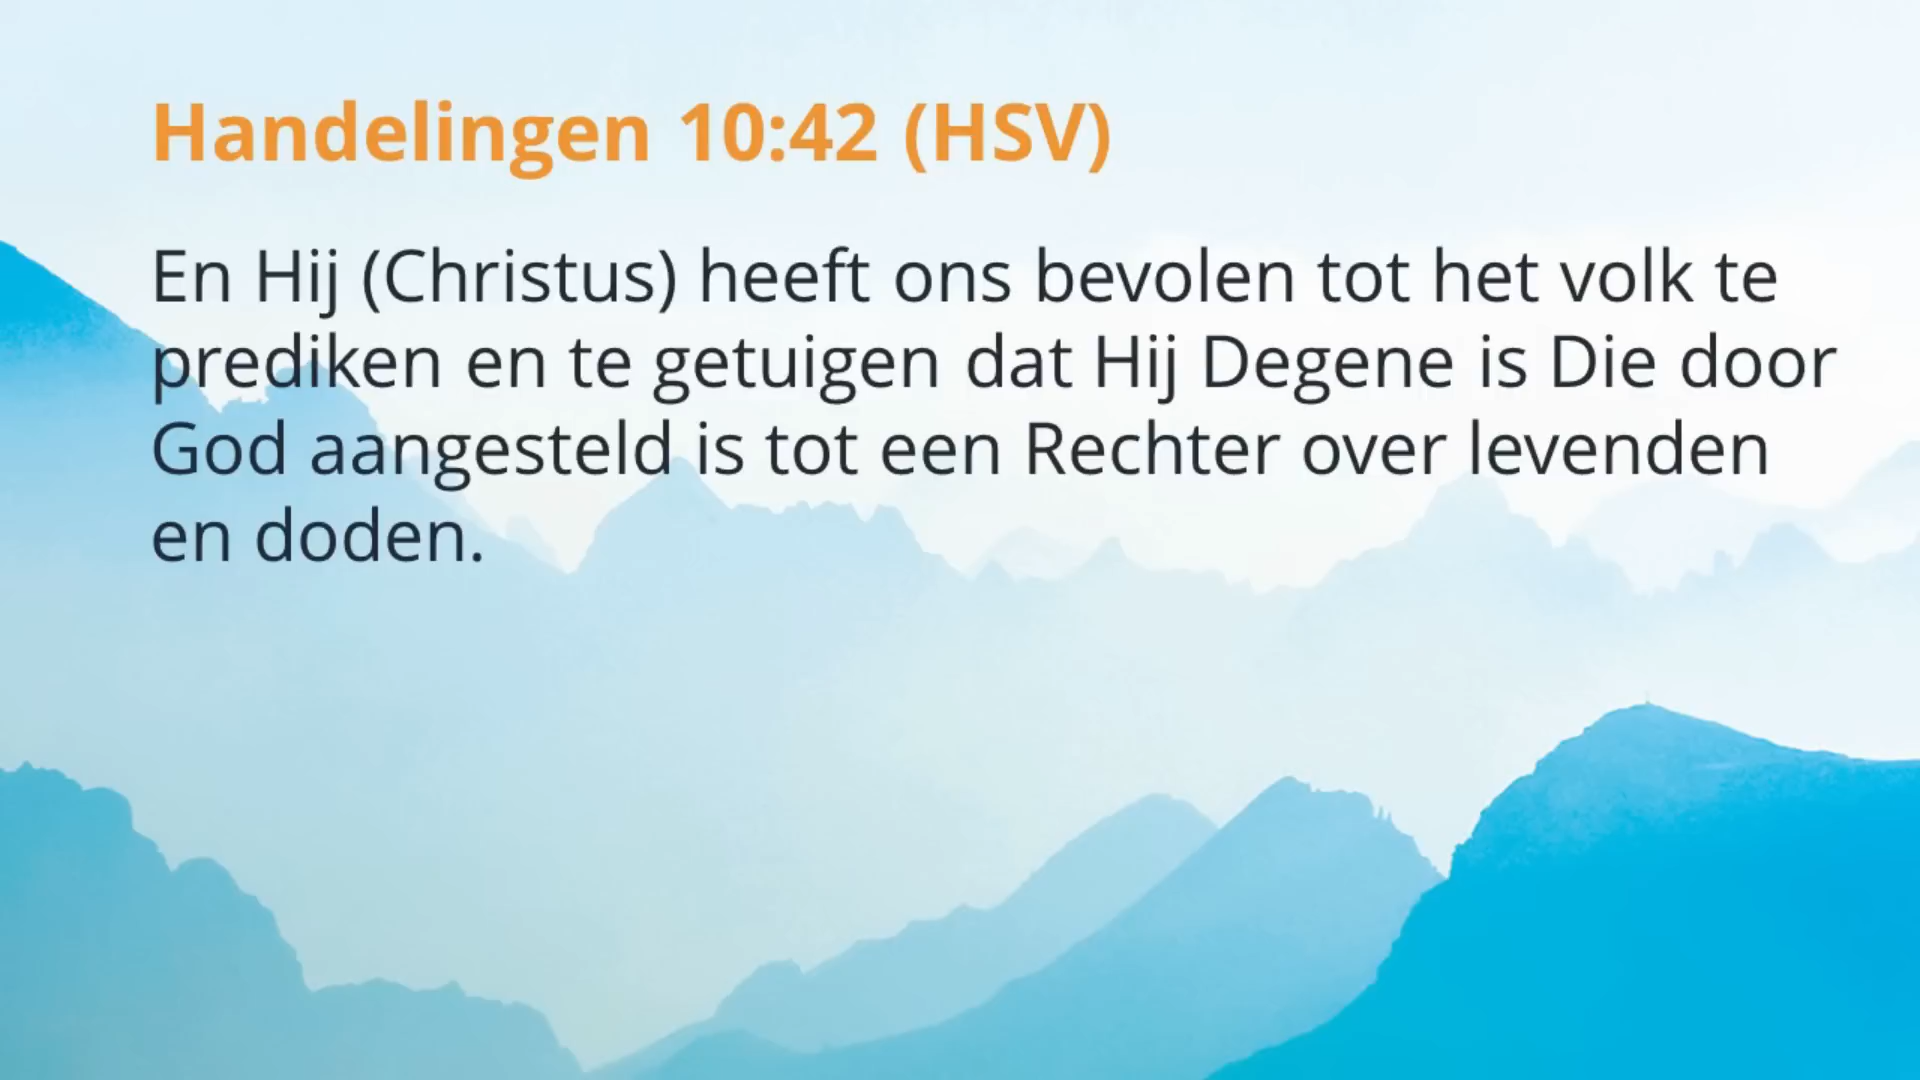 Handelingen 10:42 (HSV)
En Hij (Christus) heeft ons bevolen tot het volk te
prediken en te getuigen dat Hij Degene is Die door
God aangesteld is tot een Rechter over levenden
en doden.